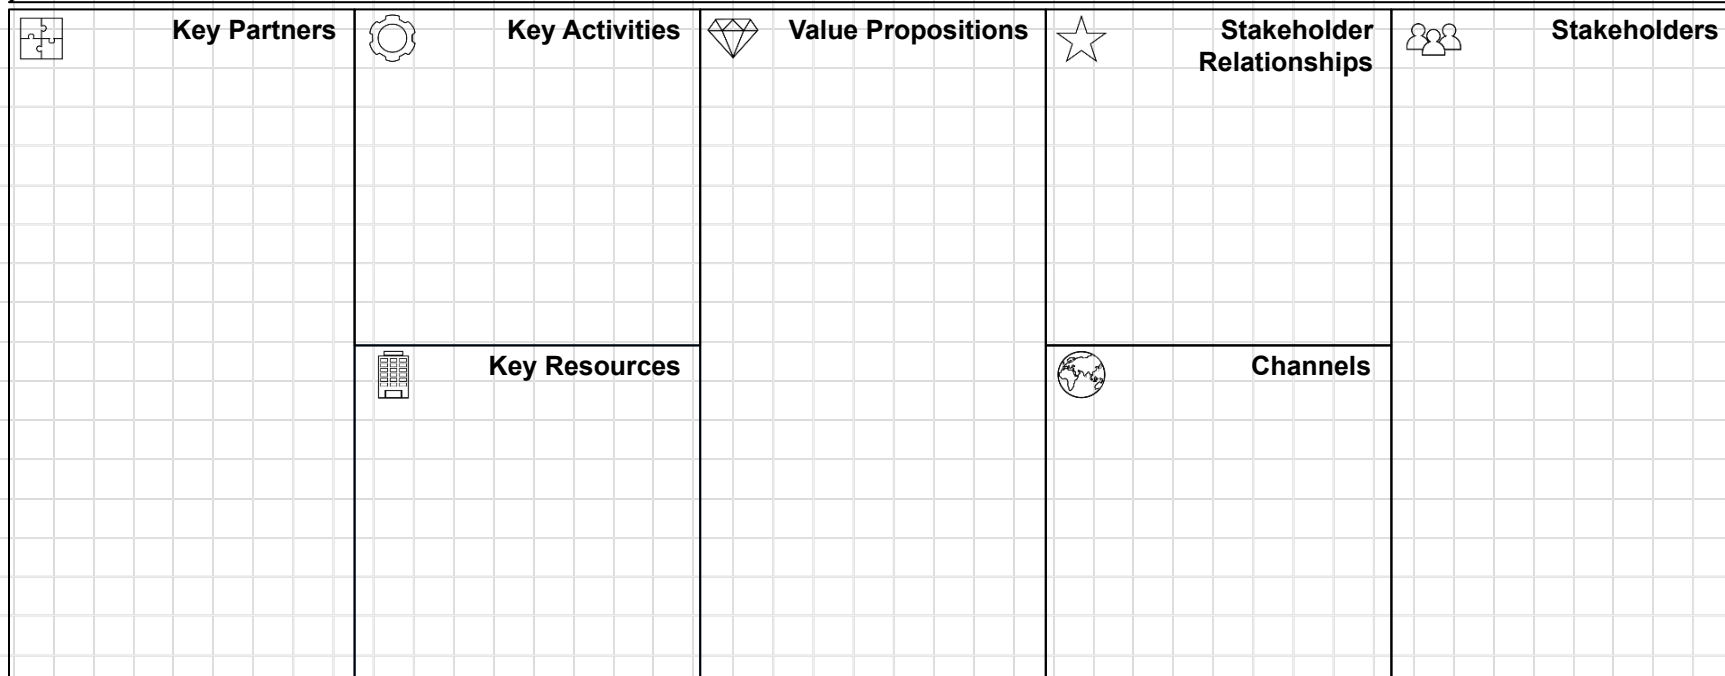 Key Partners
Key Activities
Value Propositions
Stakeholder
Relationships
Stakeholders
Key Resources
Channels